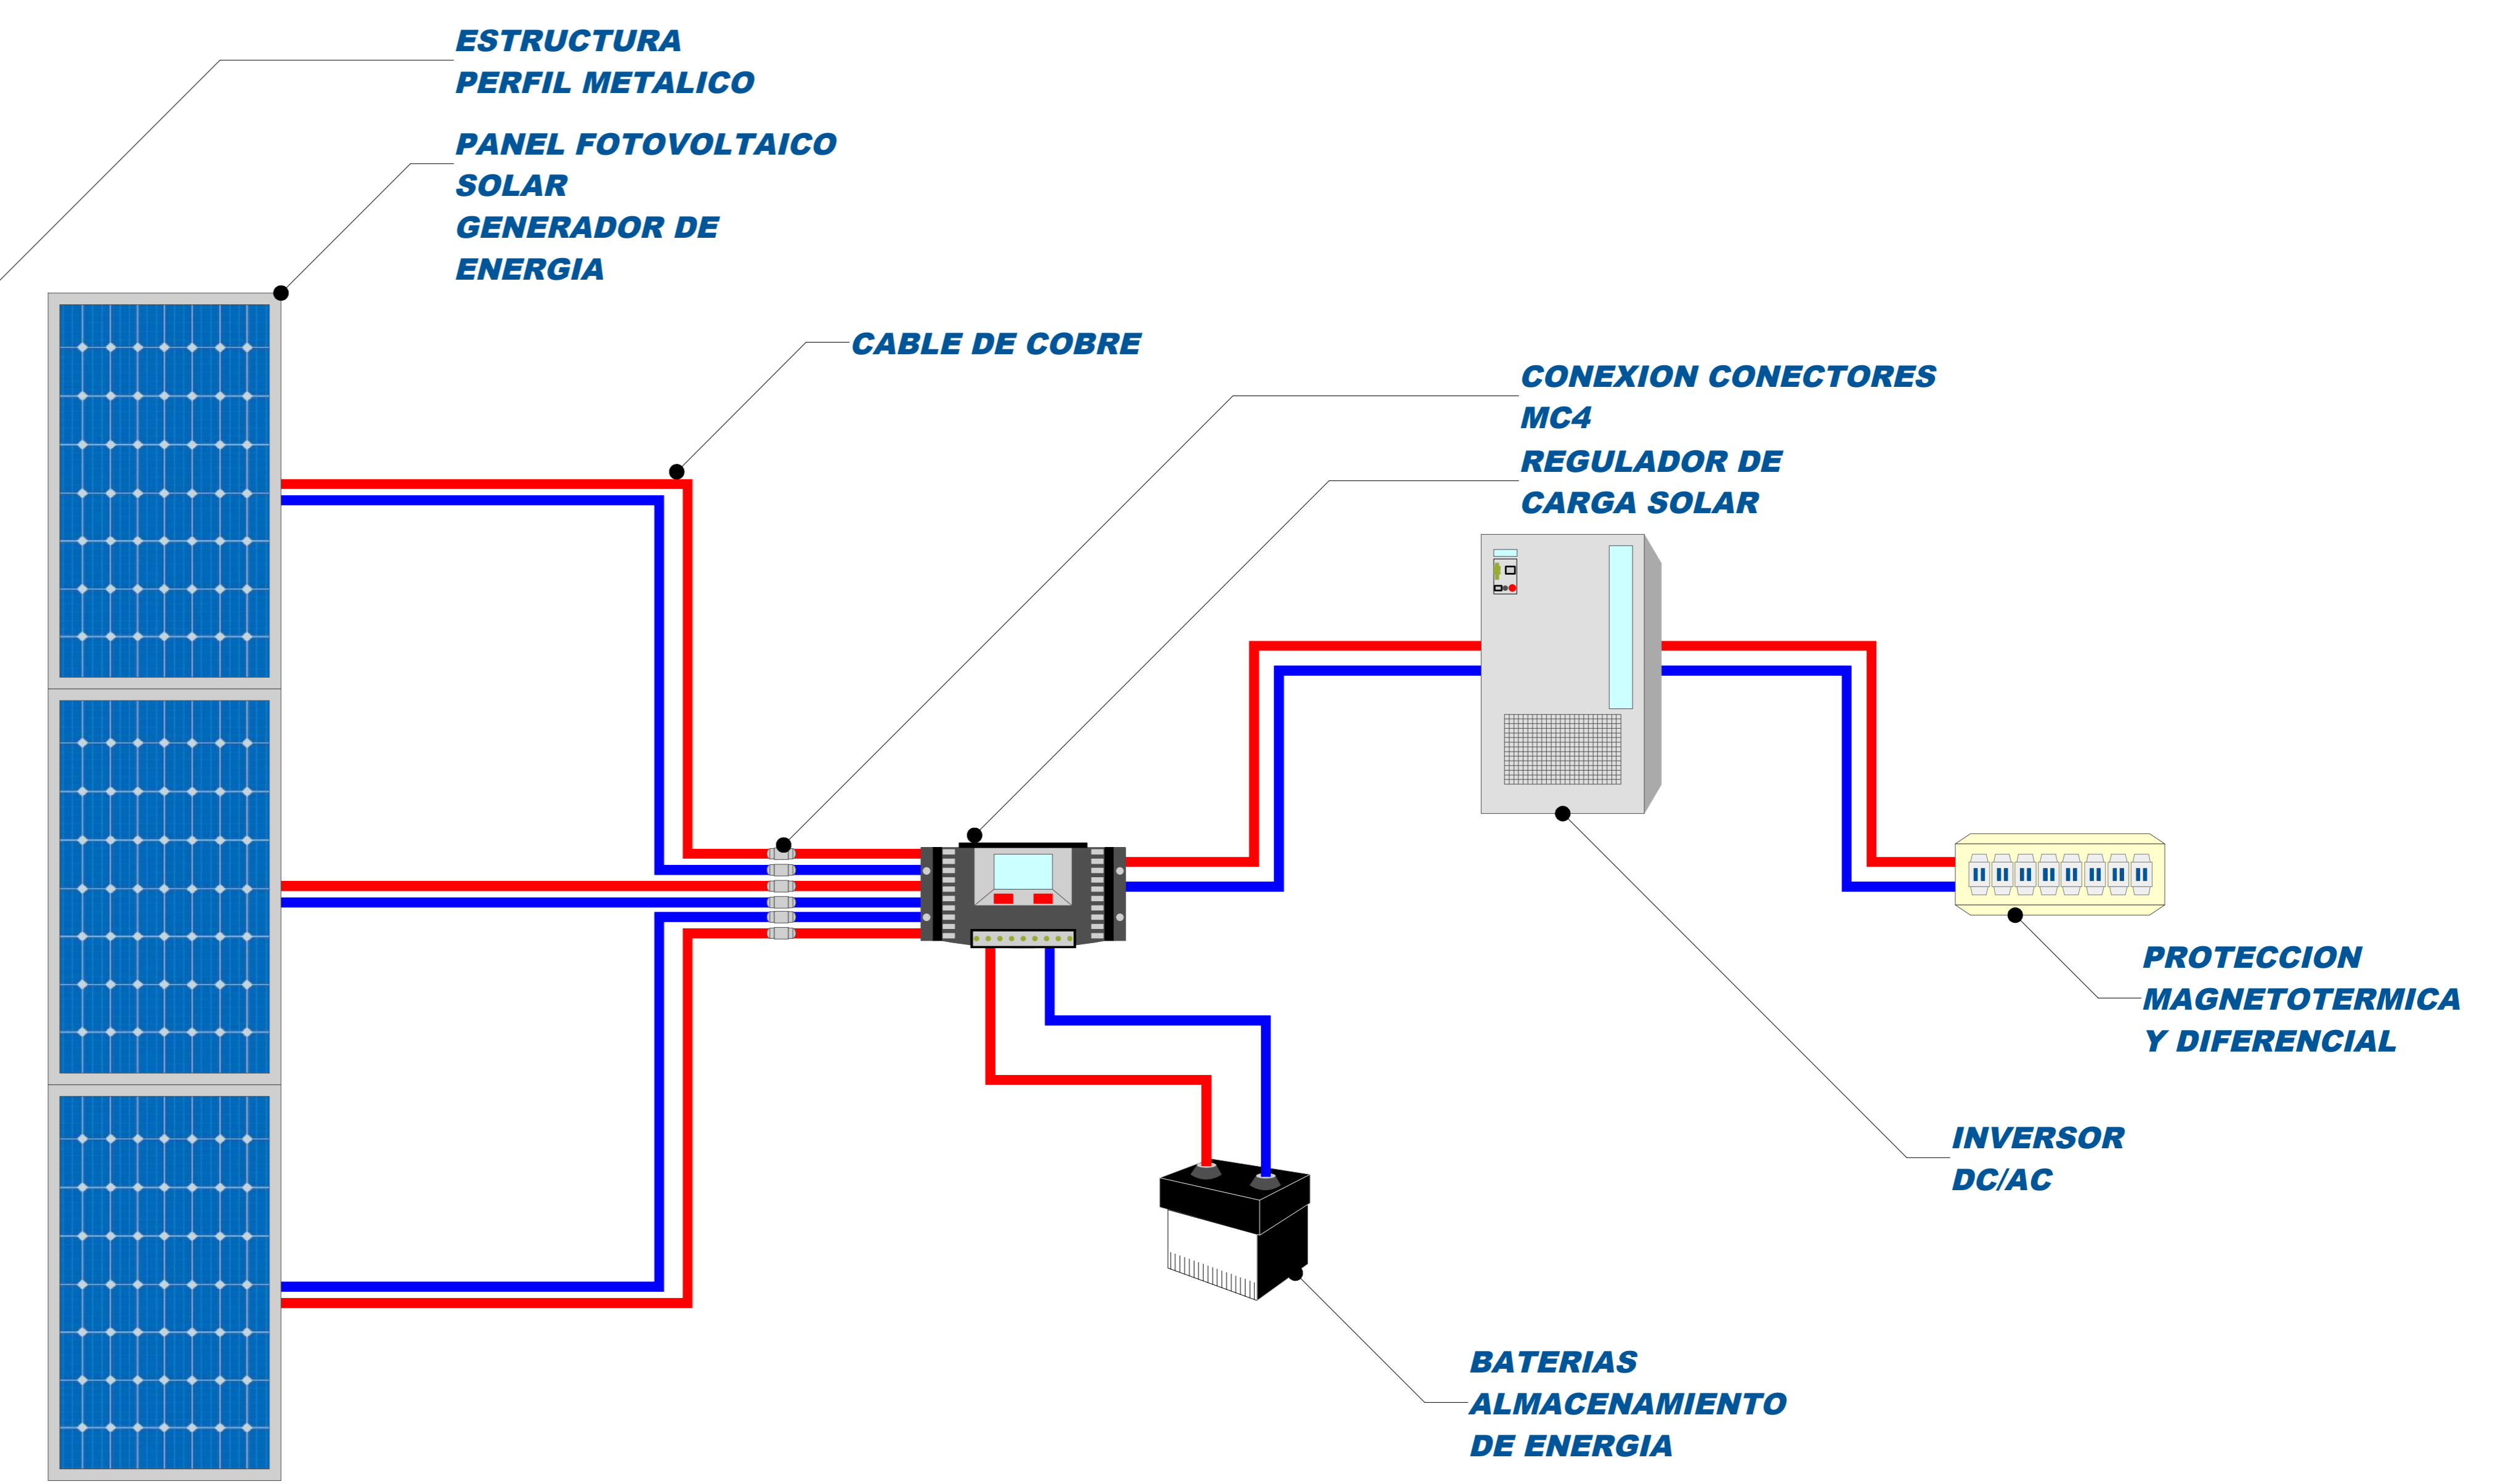 ESTRUCTURA
PERFIL METALICO
PANEL FOTOVOLTAICO
SOLAR
GENERADOR DE
ENERGIA
CABLE DE COBRE
CONEXION CONECTORES
MC4
REGULADOR DE
CARGA SOLAR
PROTECCION
MAGNETOTERMICA
Y DIFERENCIAL
INVERSOR
DC/AC
BATERIAS
ALMACENAMIENTO
DE ENERGIA